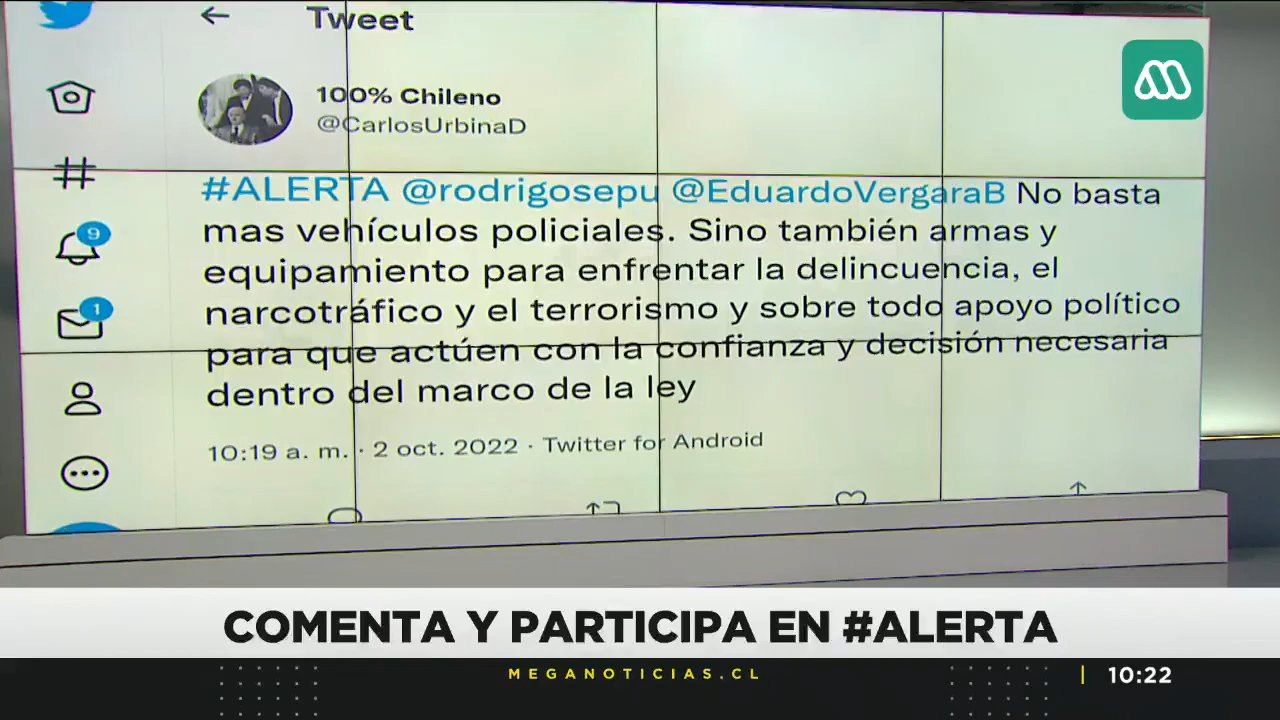 Tweet
100% Chileno
@CarlosUrbinaD
#ALERTA @rodrigosepu @EduardoVergaraB No basta
mas vehículos policiales. Sino también armas y
equipamiento para enfrentar la delincuencia, el
narcotráfico y el terrorismo y sobre todo apoyo político
para que actúen con la confianza y decisión necesaria
dentro del marco de la ley
10:19 a. m. · 2 oct. 2022 · Twitter for Android
9
1
COMENTA Y PARTICIPA EN #ALERTA
MEGANOTICIAS.CL
10:22